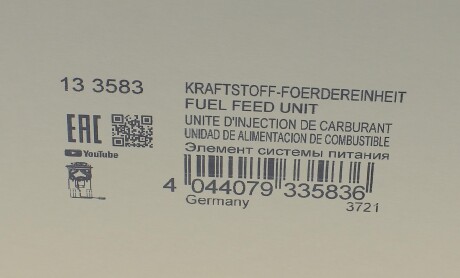 13 3583
KRAFTSTOFF-FOERDEREINHEIT
FUEL FEED UNIT
UNITE D'INJECTION DE CARBURANT
UNIDAD DE ALIMENTACION DE COMBUSTIBLE
Элемент системы питания
EAC
YouTube
4 044079 335836
Germany
3721